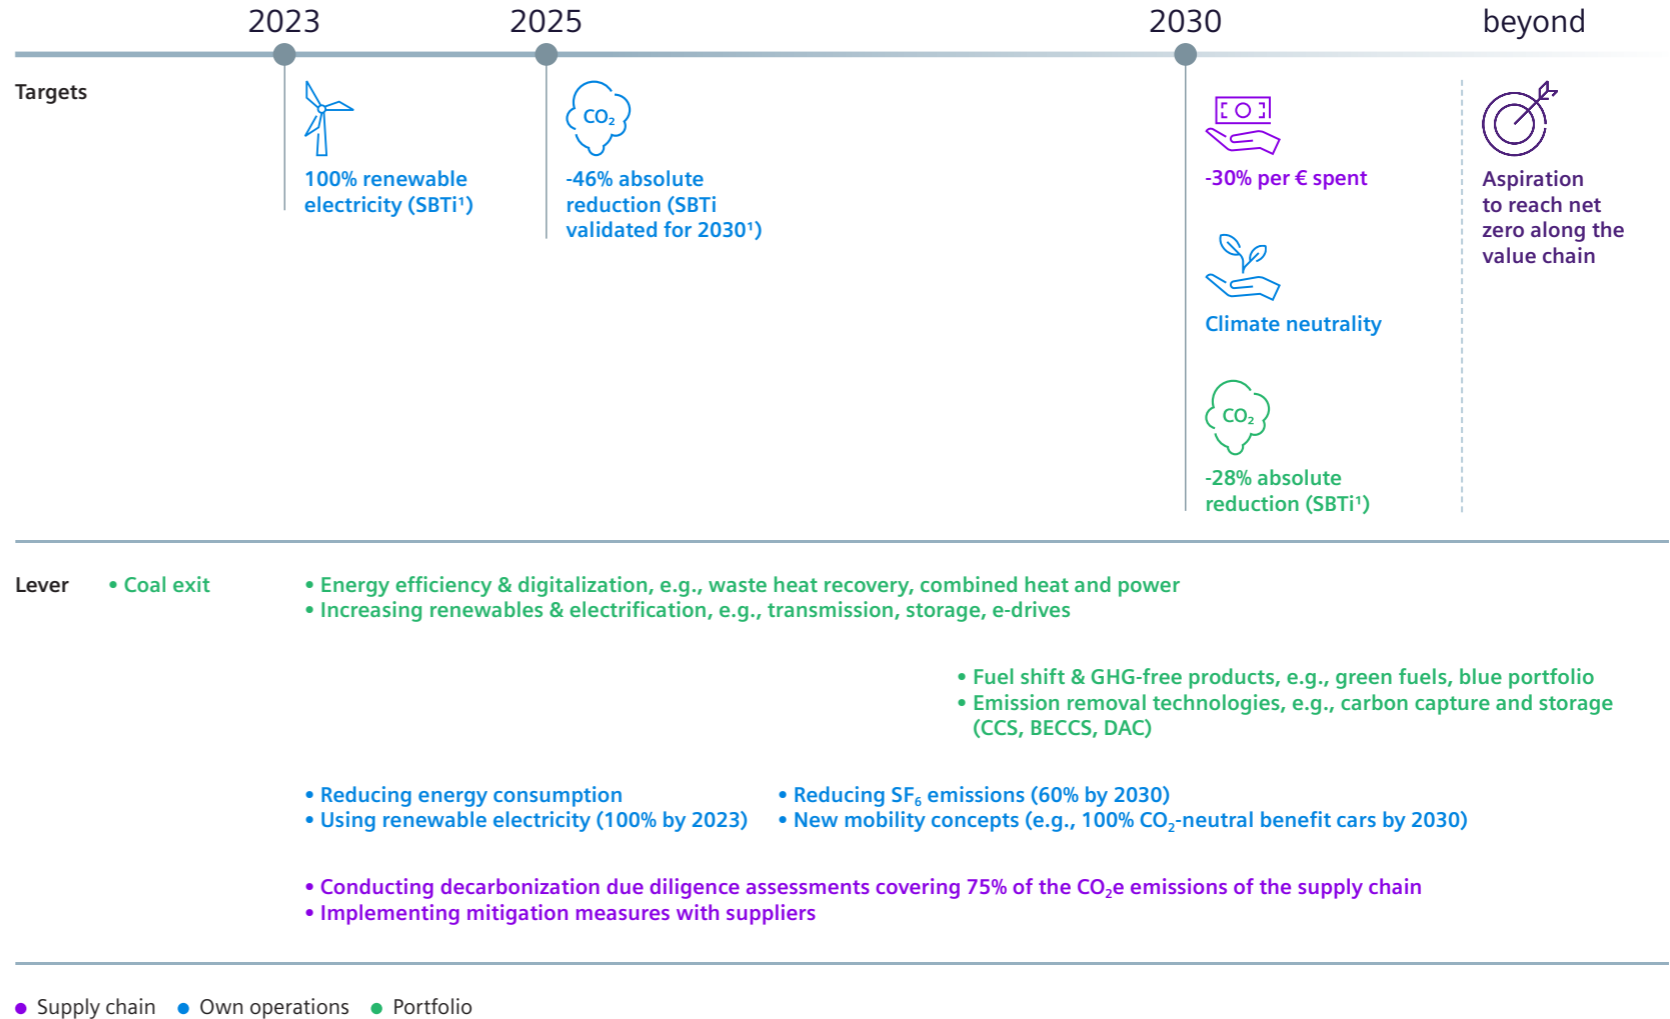 2023
2025
2030
beyond
Targets
100% renewable
electricity (SBTi¹)
CO₂
-46% absolute
reduction (SBTi
validated for 2030¹)
-30% per € spent
Climate neutrality
CO₂
-28% absolute
reduction (SBTi¹)
Aspiration
to reach net
zero along the
value chain
Lever
• Coal exit
• Energy efficiency & digitalization, e.g., waste heat recovery, combined heat and power
• Increasing renewables & electrification, e.g., transmission, storage, e-drives
• Fuel shift & GHG-free products, e.g., green fuels, blue portfolio
• Emission removal technologies, e.g., carbon capture and storage
(CCS, BECCS, DAC)
• Reducing energy consumption
• Using renewable electricity (100% by 2023)
• Reducing SF₆ emissions (60% by 2030)
• New mobility concepts (e.g., 100% CO₂-neutral benefit cars by 2030)
• Conducting decarbonization due diligence assessments covering 75% of the CO₂e emissions of the supply chain
• Implementing mitigation measures with suppliers
● Supply chain ● Own operations ● Portfolio